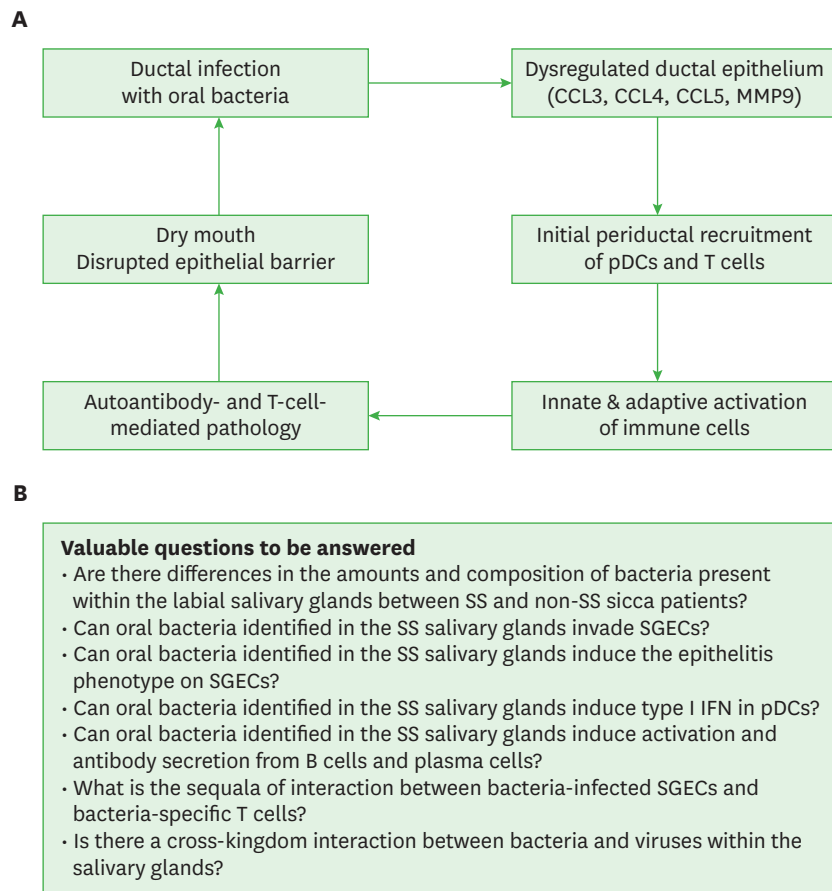 A
Ductal infection
with oral bacteria
Dysregulated ductal epithelium
(CCL3, CCL4, CCL5, MMP9)
Dry mouth
Disrupted epithelial barrier
Initial periductal recruitment
of pDCs and T cells
Autoantibody- and T-cell-
mediated pathology
Innate & adaptive activation
of immune cells
B
Valuable questions to be answered
· Are there differences in the amounts and composition of bacteria present
within the labial salivary glands between SS and non-SS sicca patients?
· Can oral bacteria identified in the SS salivary glands invade SGECs?
· Can oral bacteria identified in the SS salivary glands induce the epithelitis
phenotype on SGECs?
· Can oral bacteria identified in the SS salivary glands induce type I IFN in pDCs?
· Can oral bacteria identified in the SS salivary glands induce activation and
antibody secretion from B cells and plasma cells?
· What is the sequala of interaction between bacteria-infected SGECs and
bacteria-specific T cells?
· Is there a cross-kingdom interaction between bacteria and viruses within the
salivary glands?